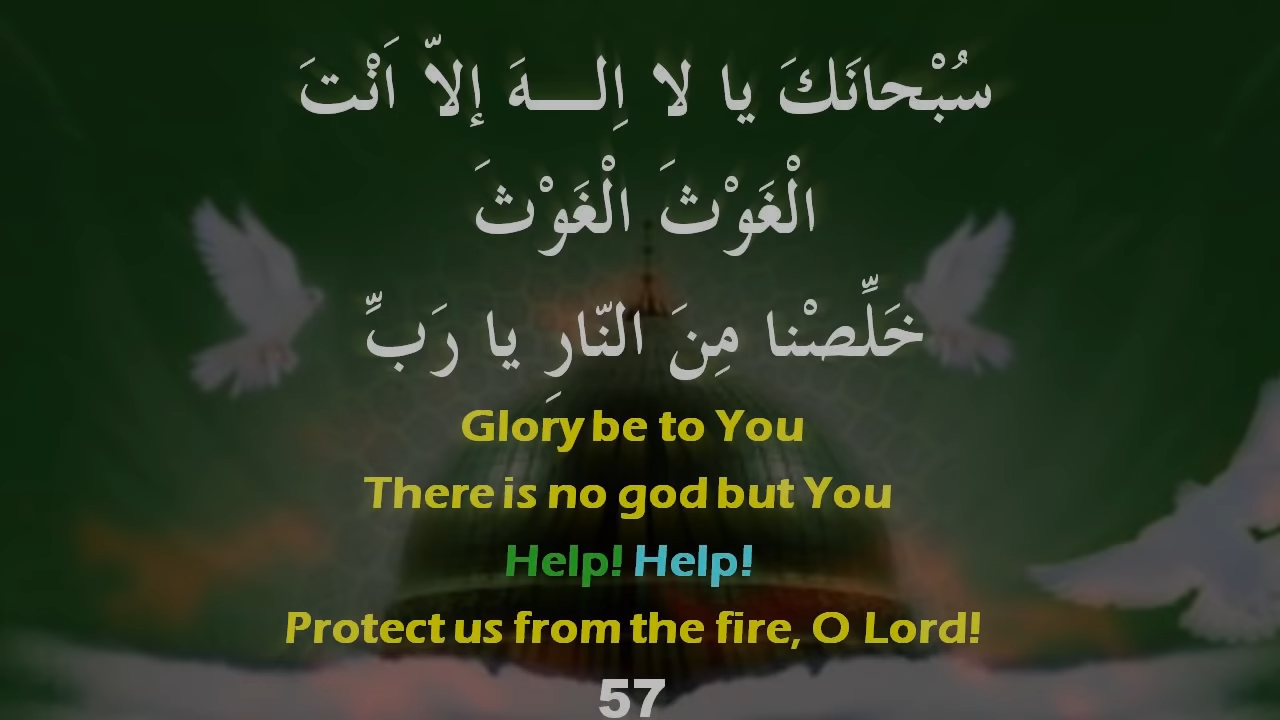 سُبْحانَكَ يا لا اِلـــهَ إلاّ اَنْتَ
الْغَوْثَ الْغَوْثَ
خَلِّصْنا مِنَ النّارِ يا رَبِّ
Glory be to You
There is no god but You
Help! Help!
Protect us from the fire, O Lord!
57